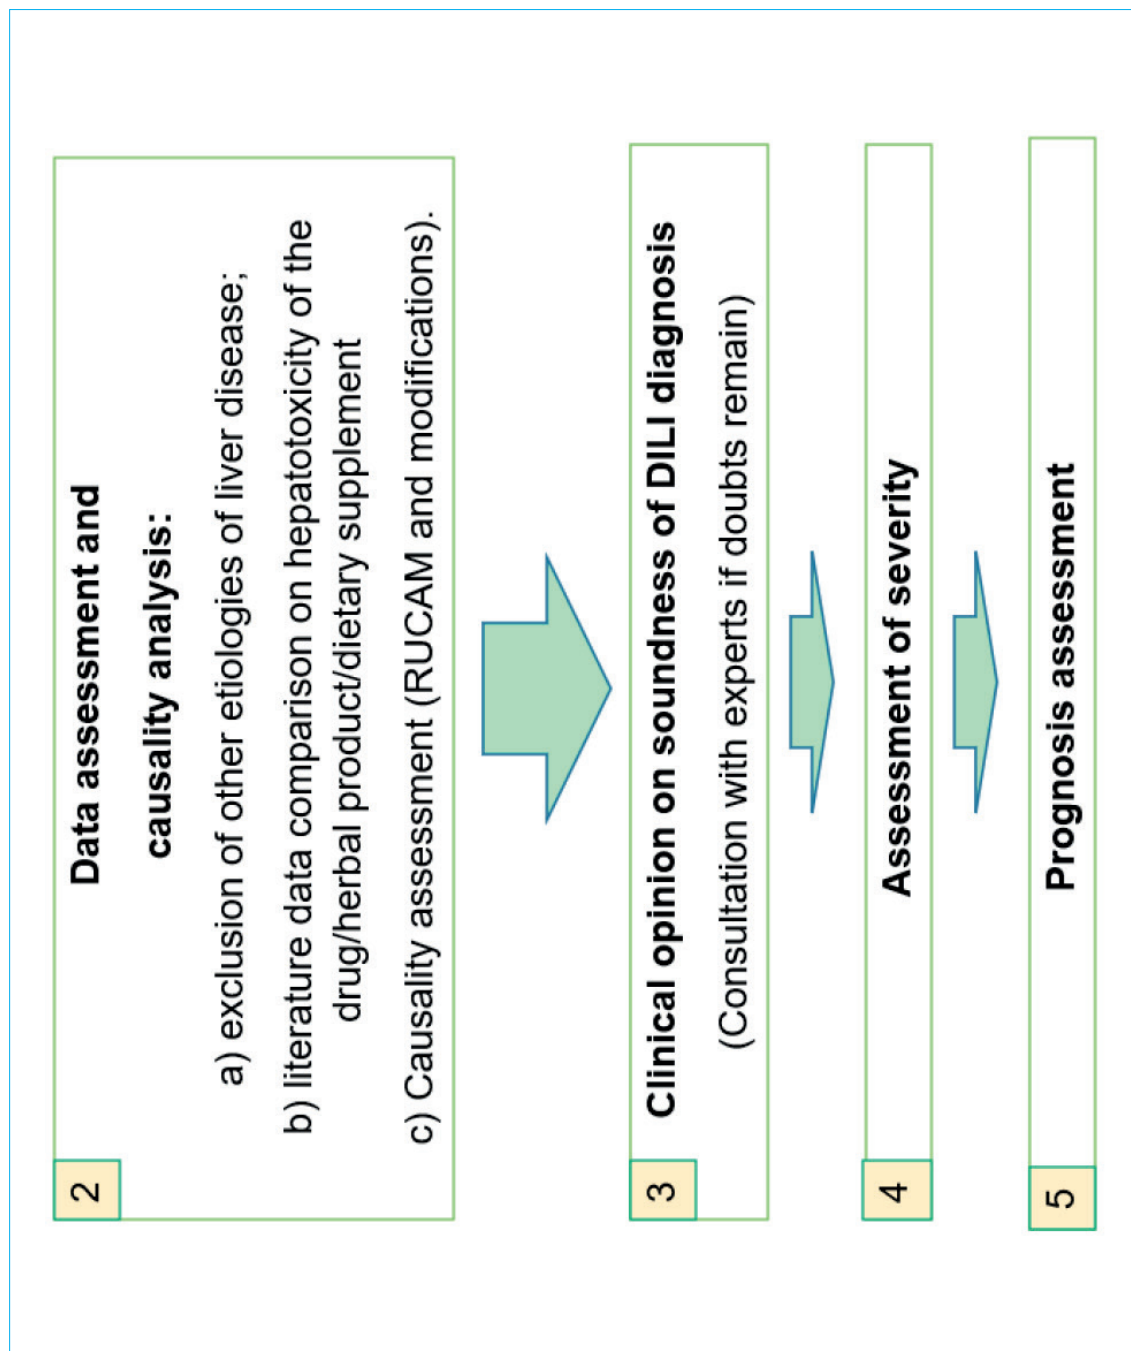 2
Data assessment and
causality analysis:
a) exclusion of other etiologies of liver disease;
b) literature data comparison on hepatotoxicity of the
drug/herbal product/dietary supplement
c) Causality assessment (RUCAM and modifications).
3
Clinical opinion on soundness of DILI diagnosis
(Consultation with experts if doubts remain)
4
Assessment of severity
5
Prognosis assessment